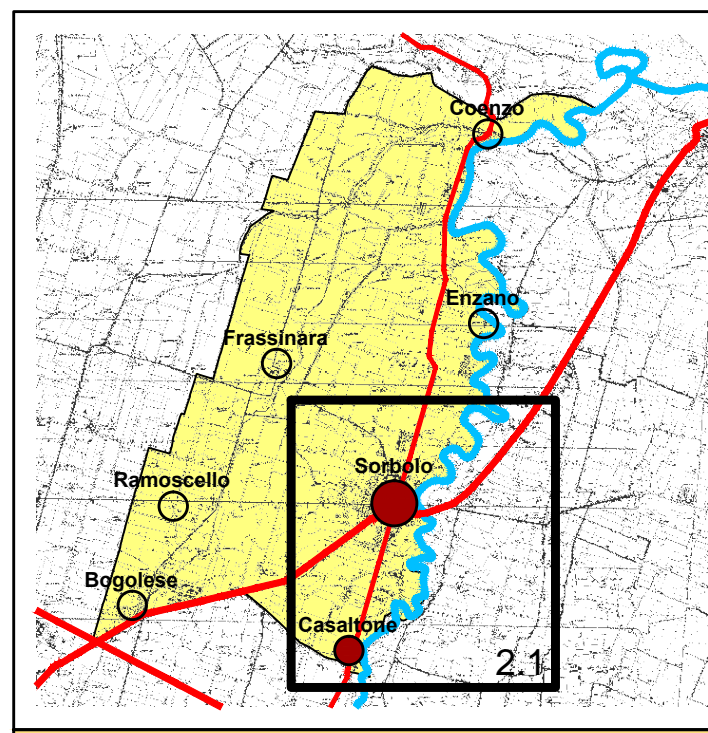 Coenzo
Enzano
Frassinara
Sorbolo
Ramoscello
Bogolese
Casaltone
2.1